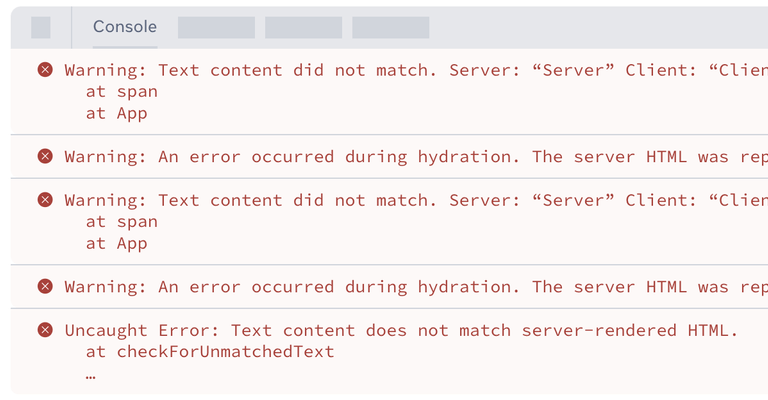 Console
Warning: Text content did not match. Server: “Server” Client: “Clien
at span
at App
Warning: An error occurred during hydration. The server HTML was rep
Warning: Text content did not match. Server: “Server” Client: “Clien
at span
at App
Warning: An error occurred during hydration. The server HTML was rep
Uncaught Error: Text content does not match server-rendered HTML.
at checkForUnmatchedText
…